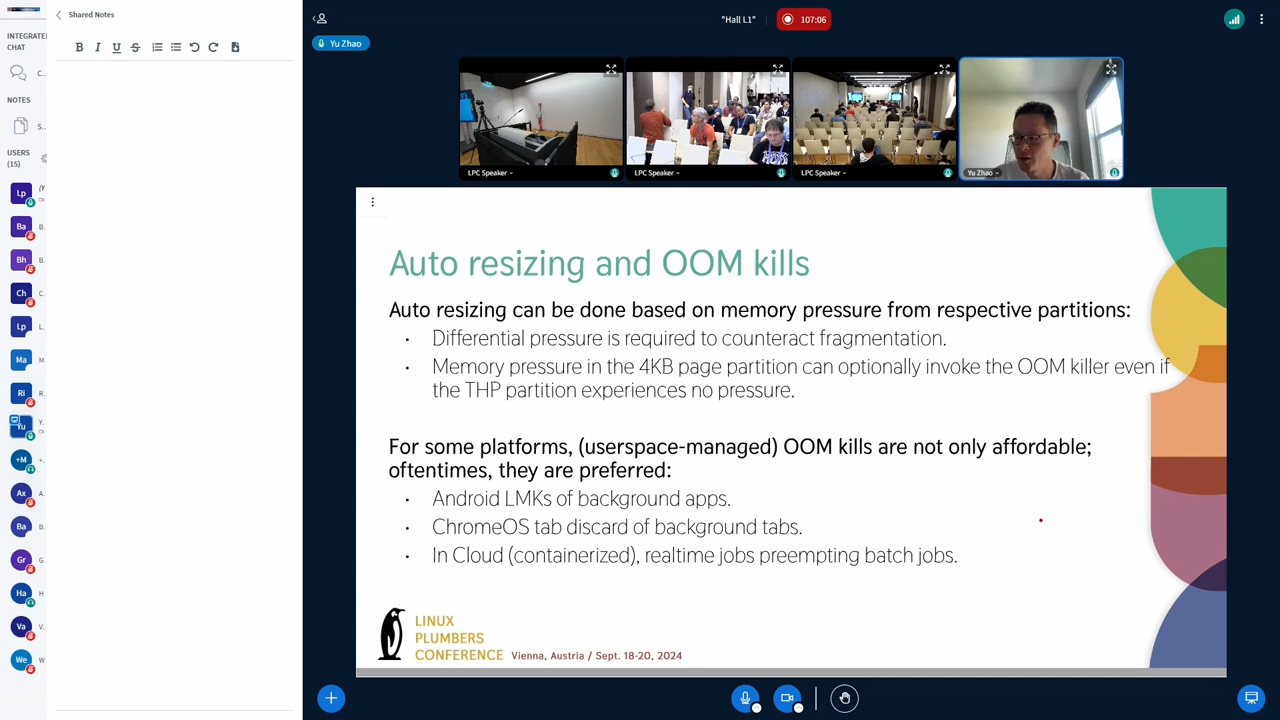 Shared Notes
"Hall L1"
107:06
INTEGRATE
CHAT
C..
NOTES
S..
USERS
(15)
Yu Zhao
LPC Speaker
LPC Speaker
LPC Speaker
Yu Zhao
Lp
Ba
B.
Bh
B.
Ch
C.
Lp
L.
Ma
M
Ri
R.
Yu
Y.
+M
+.
Ax
A.
Ba
B.
Gr
G.
Ha
H
Va
V.
We
W
Auto resizing and OOM kills
Auto resizing can be done based on memory pressure from respective partitions:
· Differential pressure is required to counteract fragmentation.
· Memory pressure in the 4KB page partition can optionally invoke the OOM killer even if
the THP partition experiences no pressure.
For some platforms, (userspace-managed) OOM kills are not only affordable;
oftentimes, they are preferred:
· Android LMKs of background apps.
· ChromeOS tab discard of background tabs.
· In Cloud (containerized), realtime jobs preempting batch jobs.
LINUX
PLUMBERS
CONFERENCE Vienna, Austria / Sept. 18-20, 2024